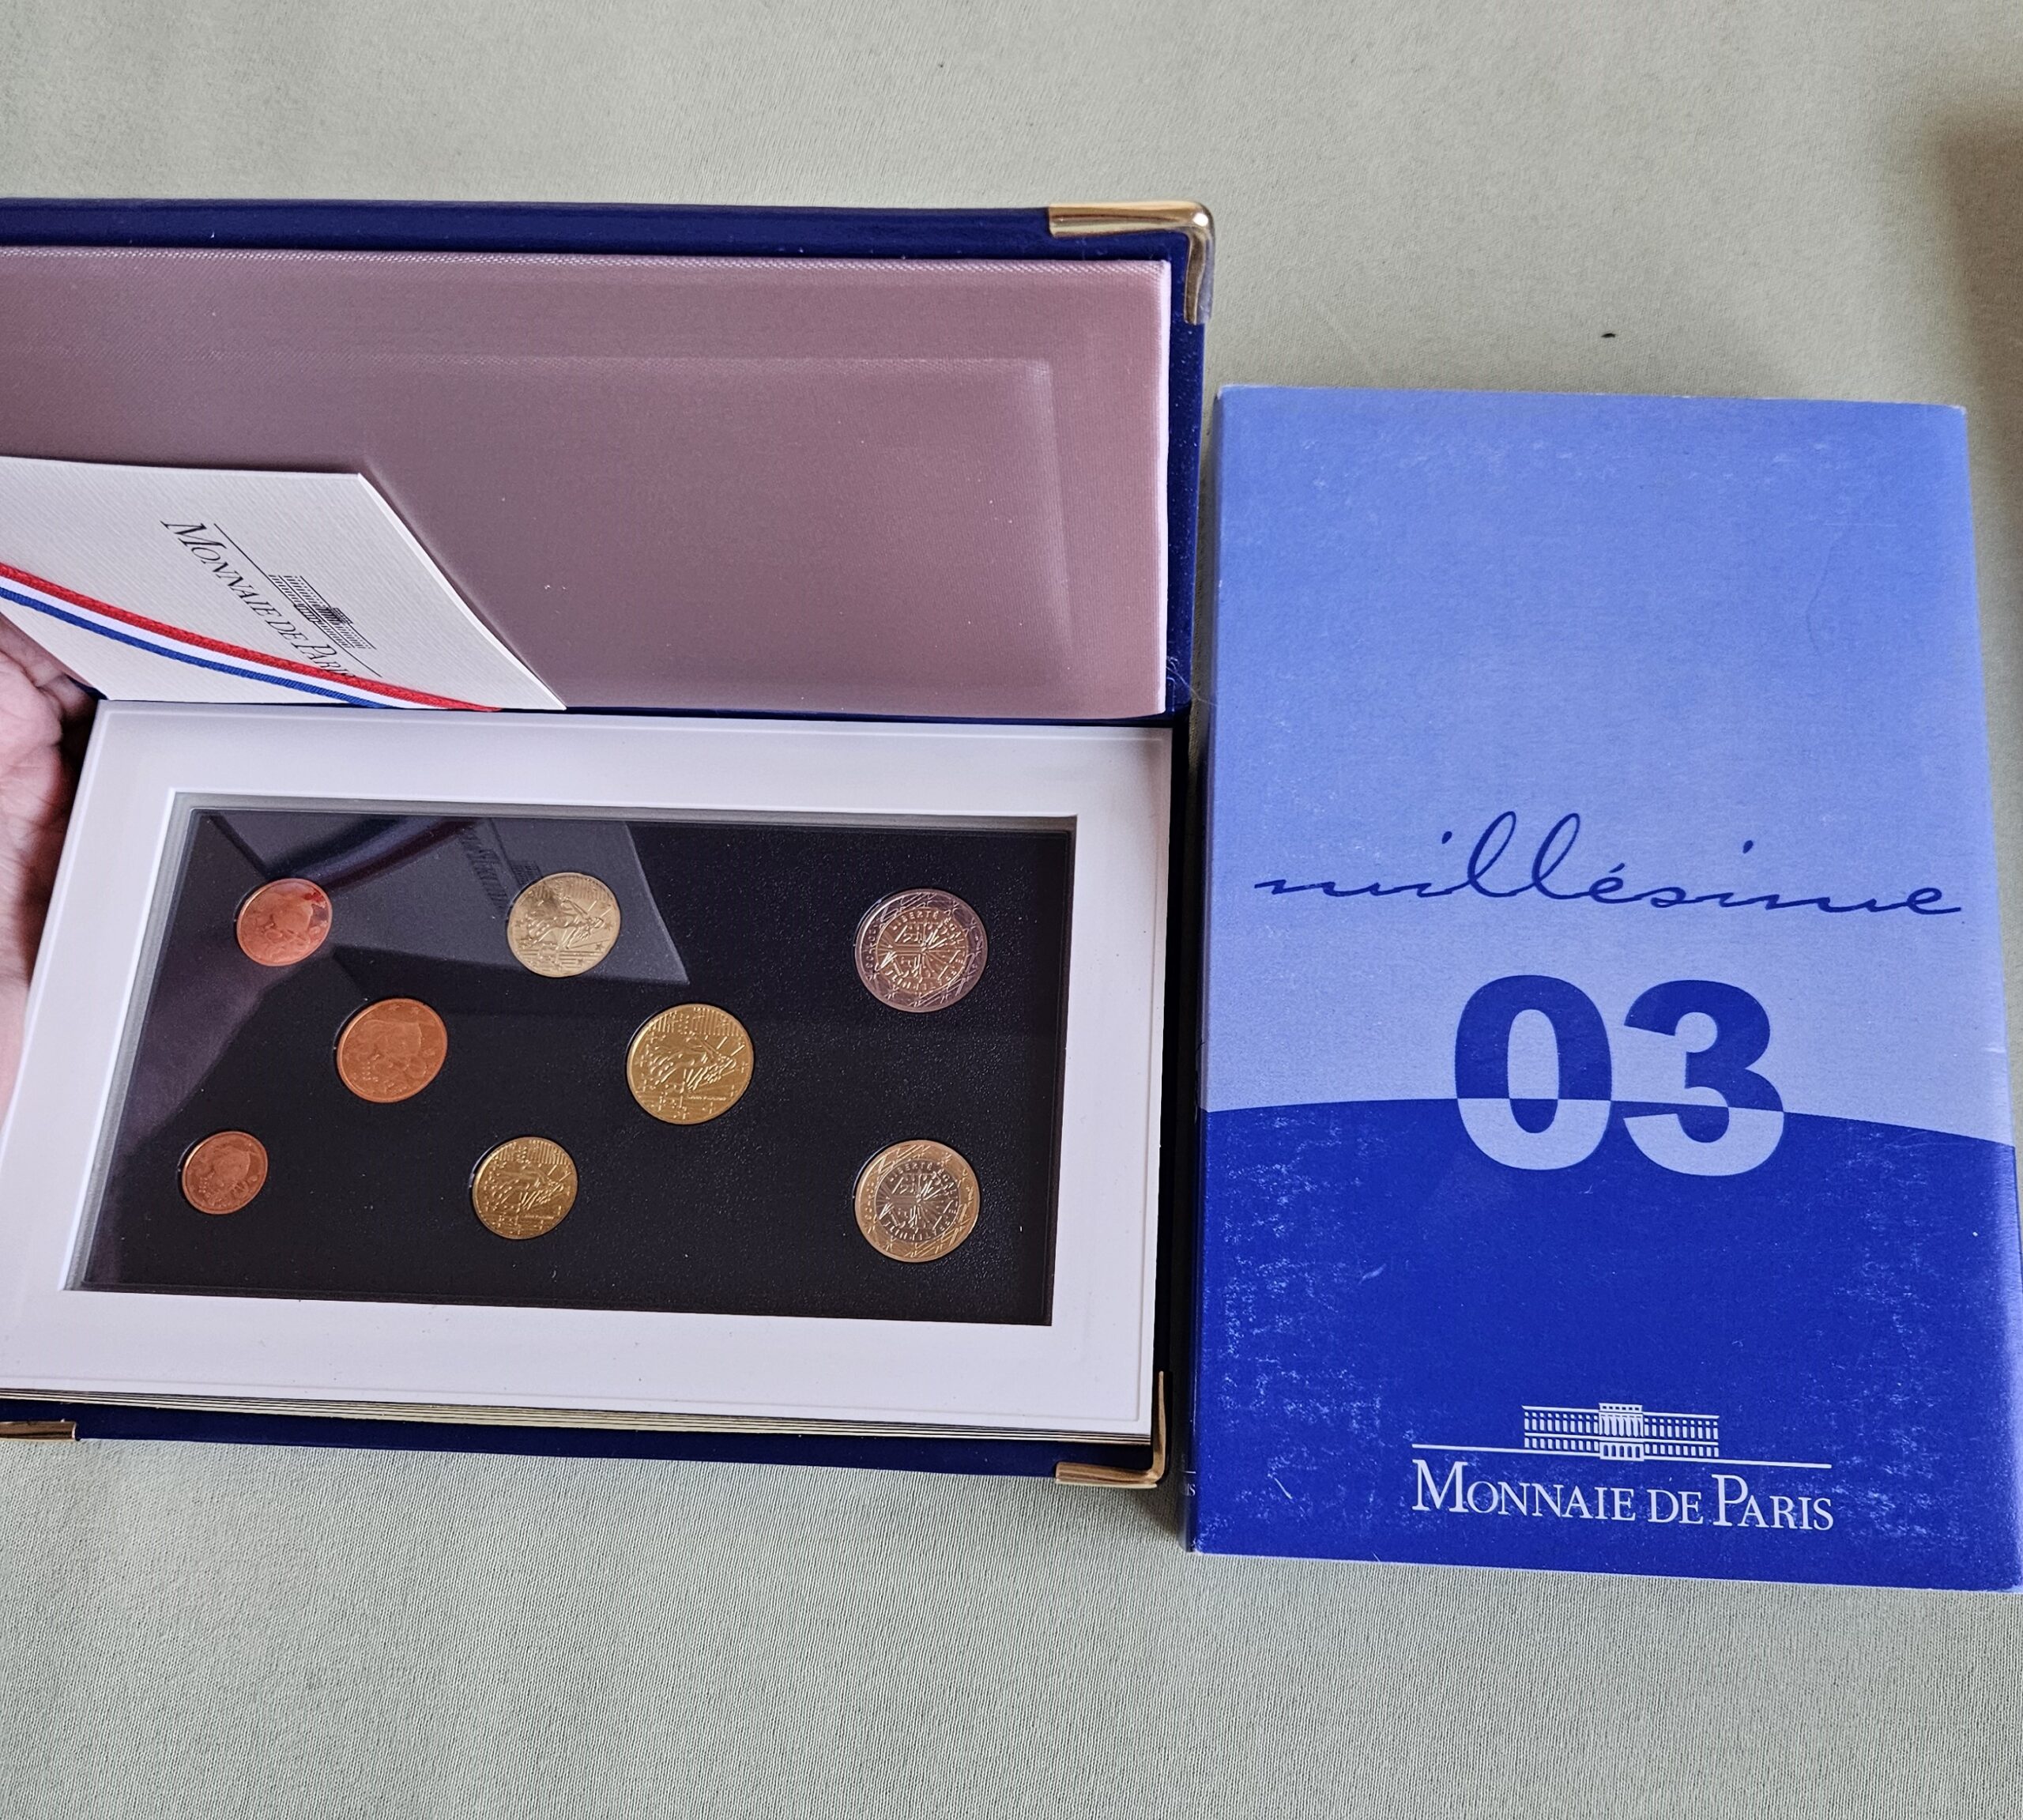 MONNAIE DE PARIS
millésime
03
MONNAIE DE PARIS